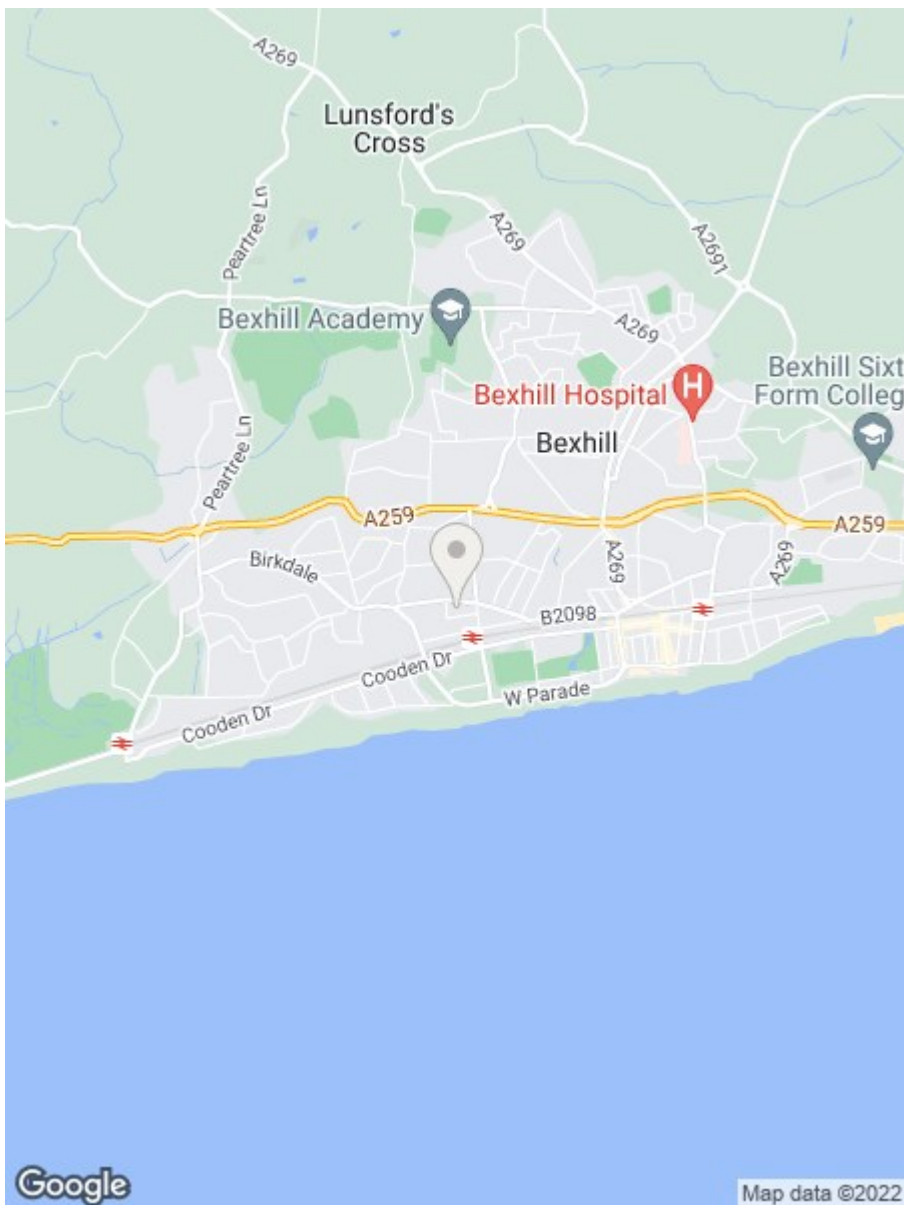 A269
Lunsford's
Cross
Peartree Ln
A269
A2691
Bexhill Academy
A269
Bexhill Sixt
Form Colleg
Bexhill Hospital
H
Bexhill
Peartree Ln
A259
A259
Birkdale
A269
A269
B2098
Cooden Dr
W Parade
Cooden Dr
Google
Map data ©2022